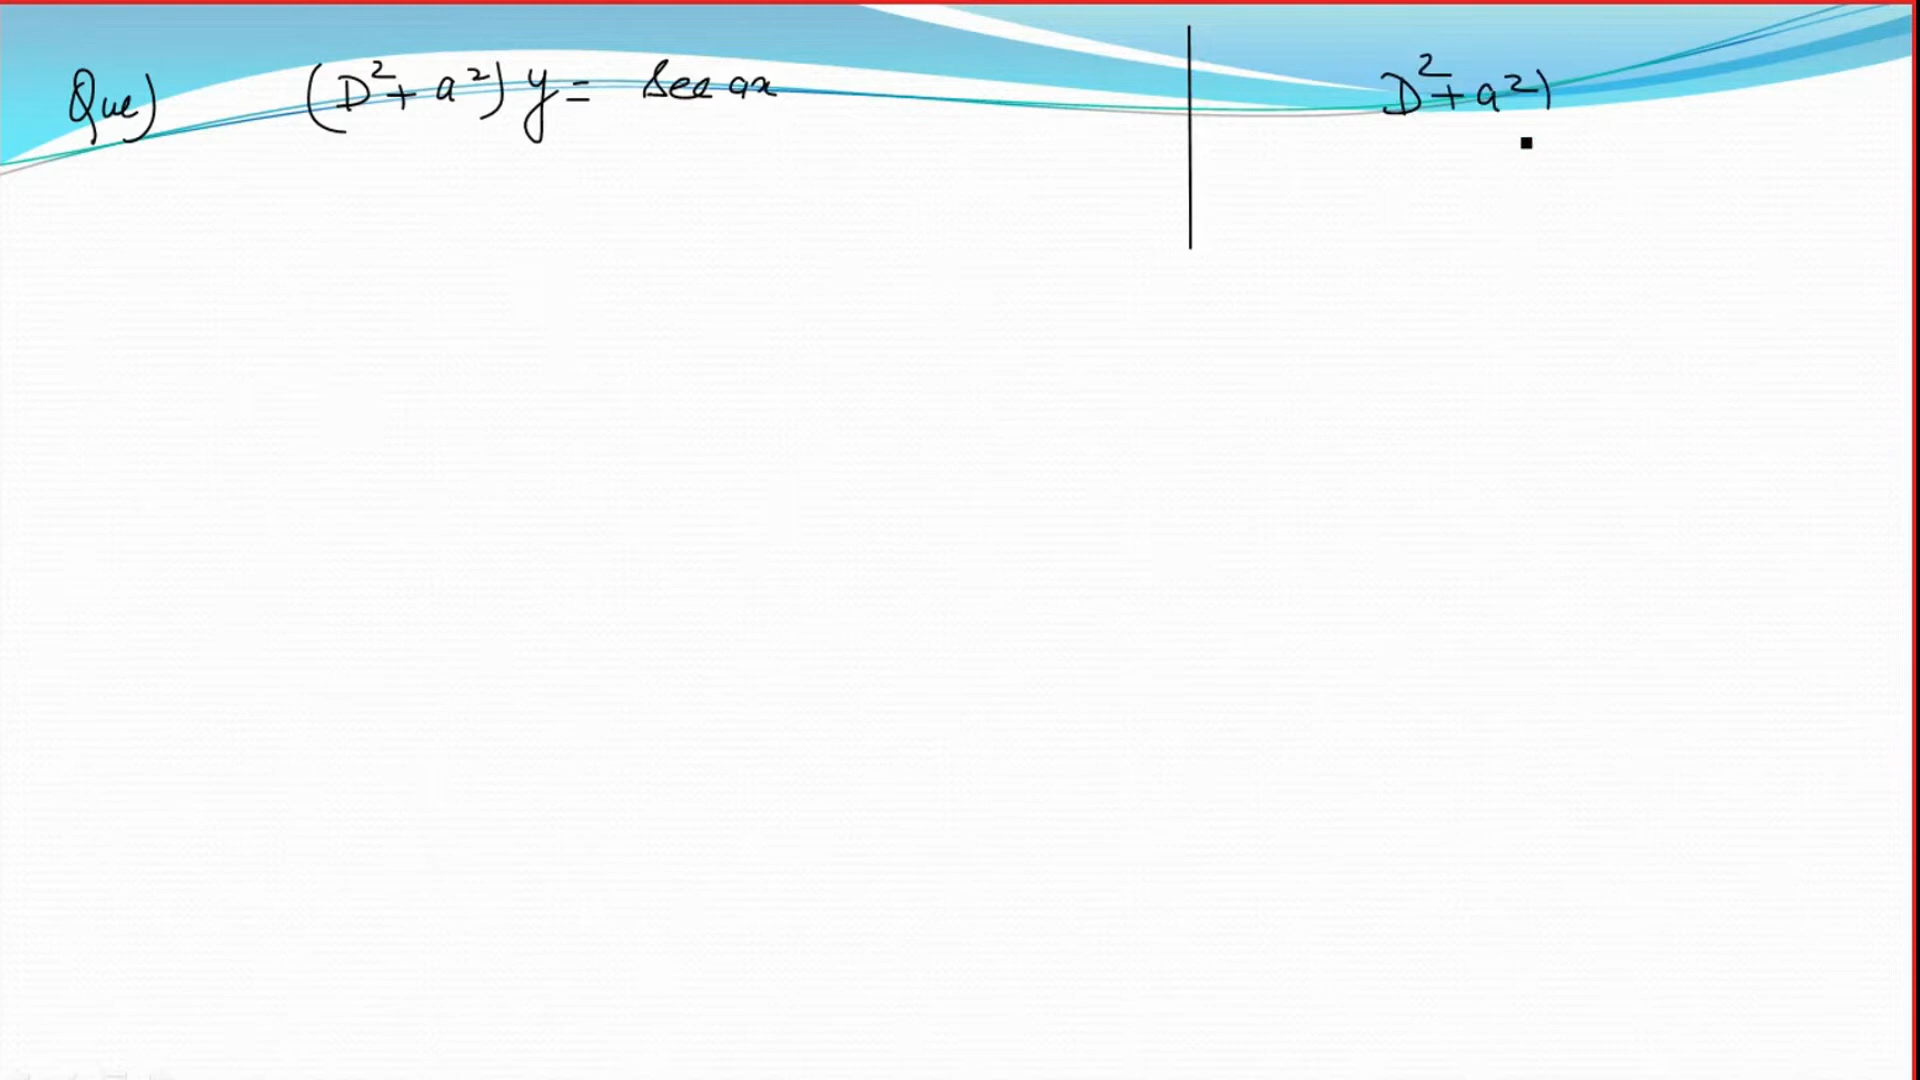 Que) (D²+a²) y = Sec ax
D²+a²)